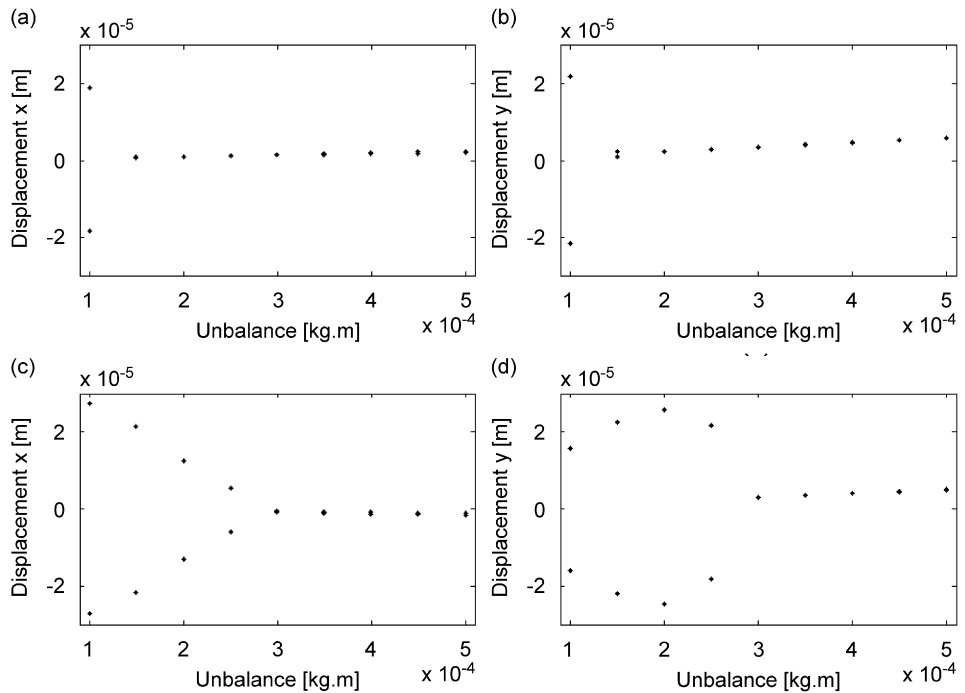 (a)
x 10-5
Displacement x [m]
2
0
-2
1 2 3 4 5
Unbalance [kg.m]
x 10-4
(b)
x 10-5
Displacement y [m]
2
0
-2
1 2 3 4 5
Unbalance [kg.m]
x 10-4
(c)
x 10-5
Displacement x [m]
2
0
-2
1 2 3 4 5
Unbalance [kg.m]
x 10-4
(d)
x 10-5
Displacement y [m]
2
0
-2
1 2 3 4 5
Unbalance [kg.m]
x 10-4